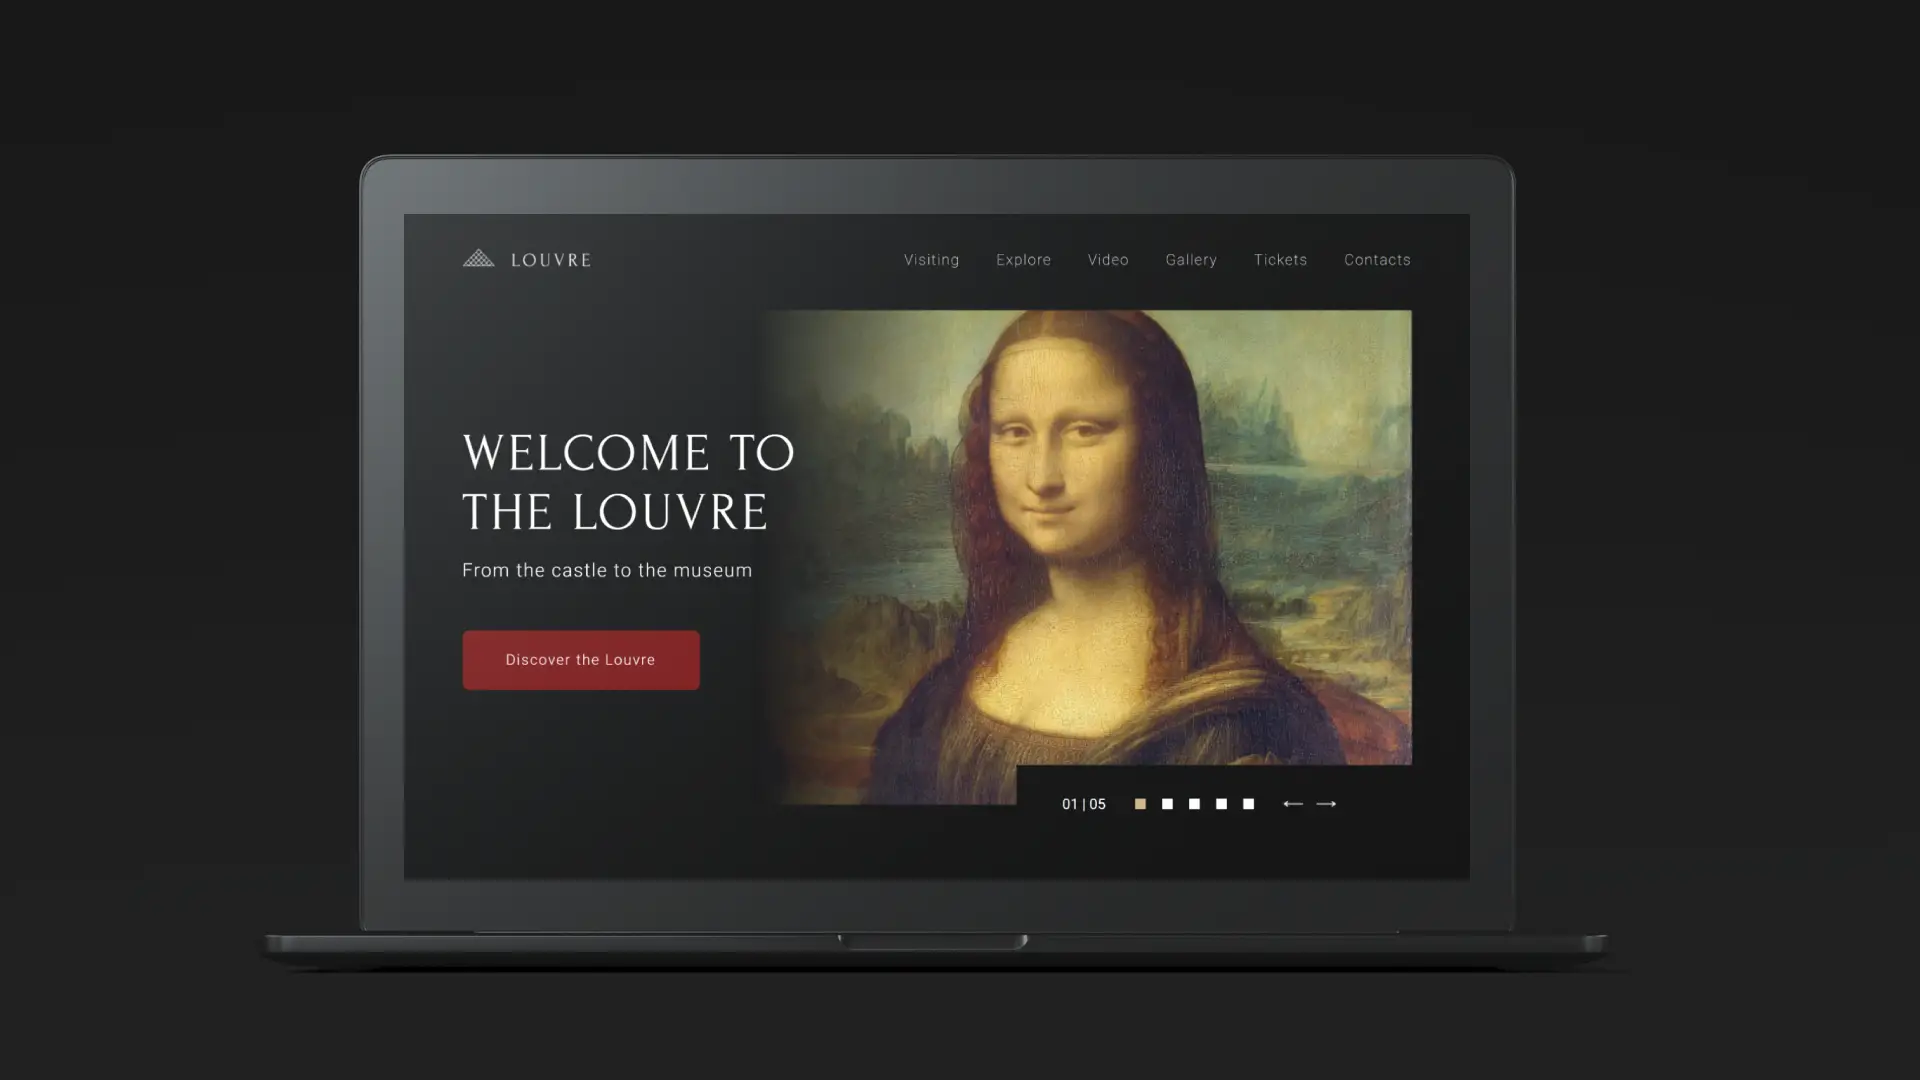 LOUVRE
Visiting Explore Video Gallery Tickets Contacts
WELCOME TO
THE LOUVRE
From the castle to the museum
Discover the Louvre
01 | 05